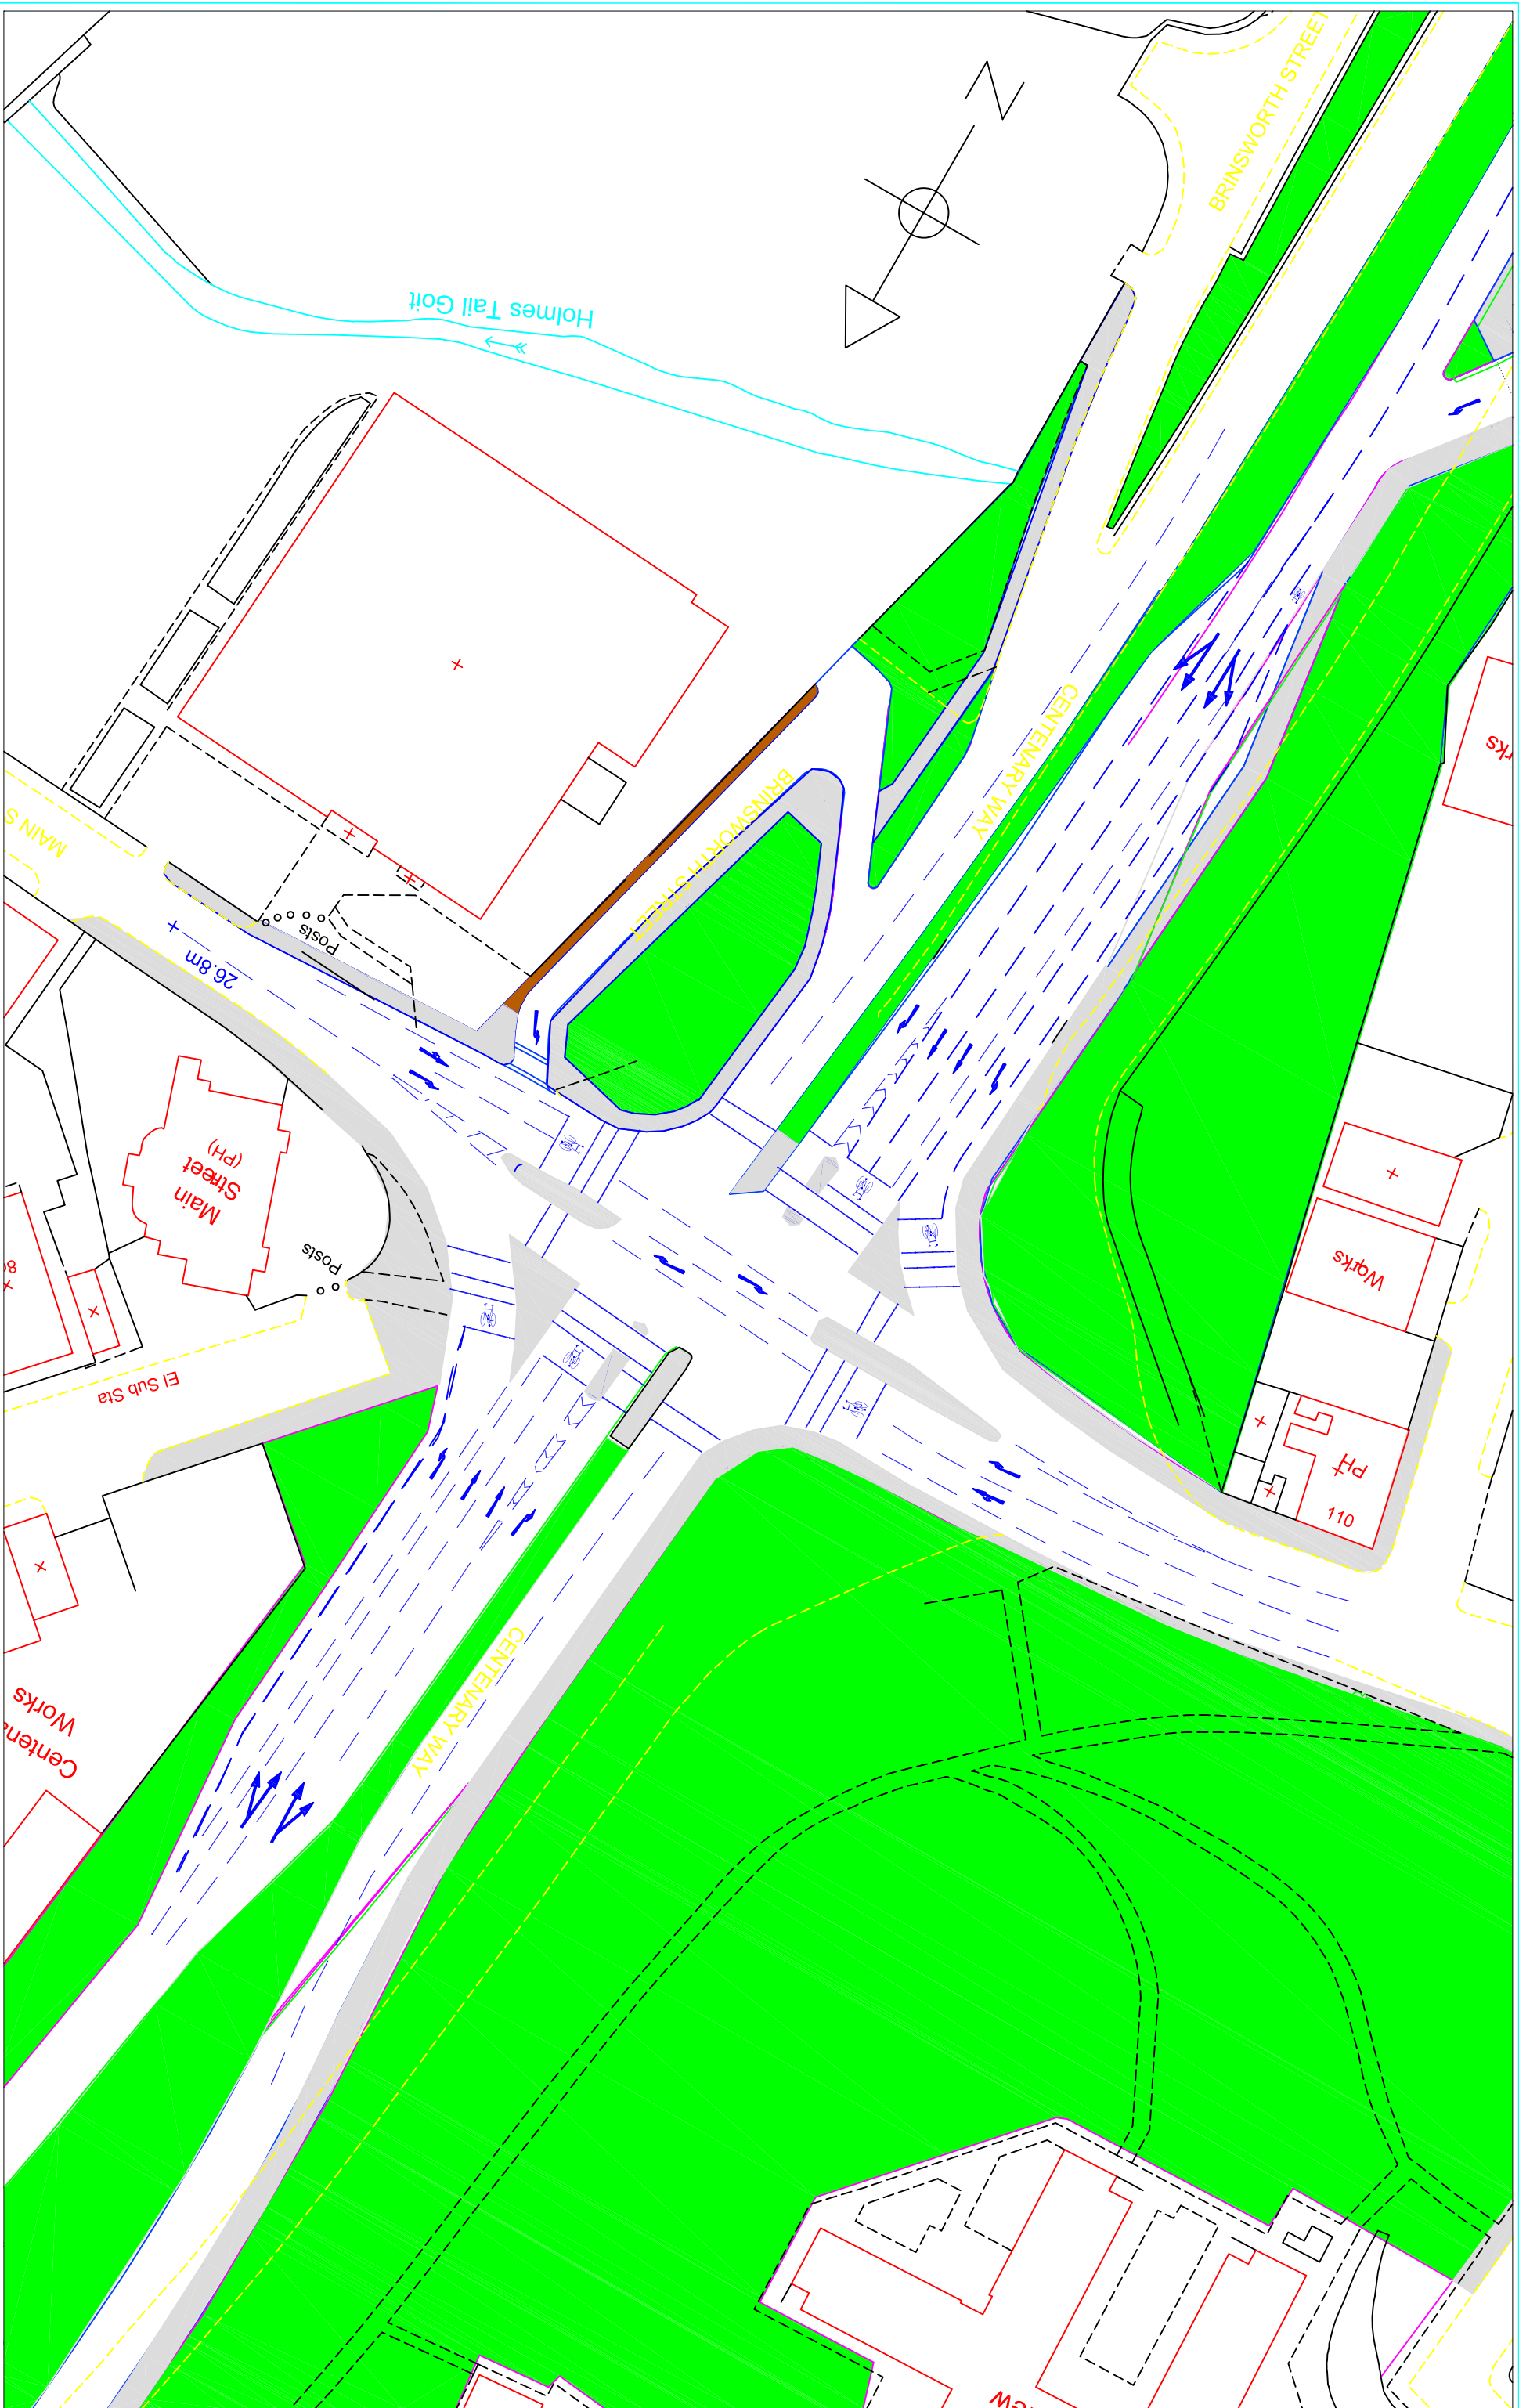 BRINSWORTH STREET
N
Holmes Tail Goit
CENTENARY WAY
BRINSWORTH STREET
MAIN S
Posts
26.8m
Main
Street
(PH)
Posts
El Sub Sta
Works
PH
110
CENTENARY WAY
Works
Centena